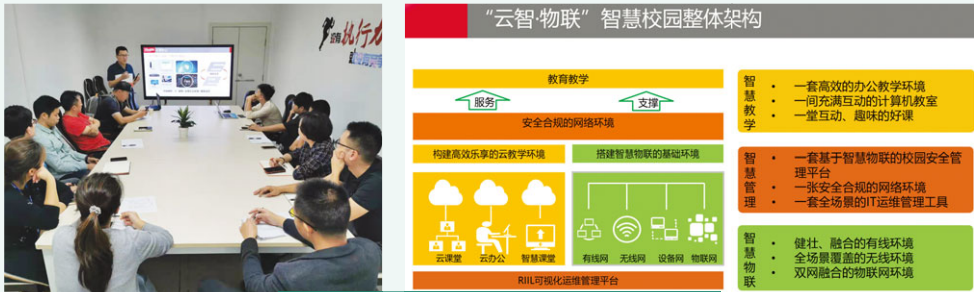 执行力
“云智·物联”智慧校园整体架构
教育教学
服务
支撑
安全合规的网络环境
构建高效乐享的云教学环境
搭建智慧物联的基础环境
云课堂
云办公
智慧课堂
有线网
无线网
设备网
物联网
RIIL可视化运维管理平台
智慧教学
• 一套高效的办公教学环境
• 一间充满互动的计算机教室
• 一堂互动、趣味的好课
智慧管理
• 一套基于智慧物联的校园安全管
理平台
• 一张安全合规的网络环境
• 一套全场景的IT运维管理工具
智慧物联
• 健壮、融合的有线环境
• 全场景覆盖的无线环境
• 双网融合的物联网环境